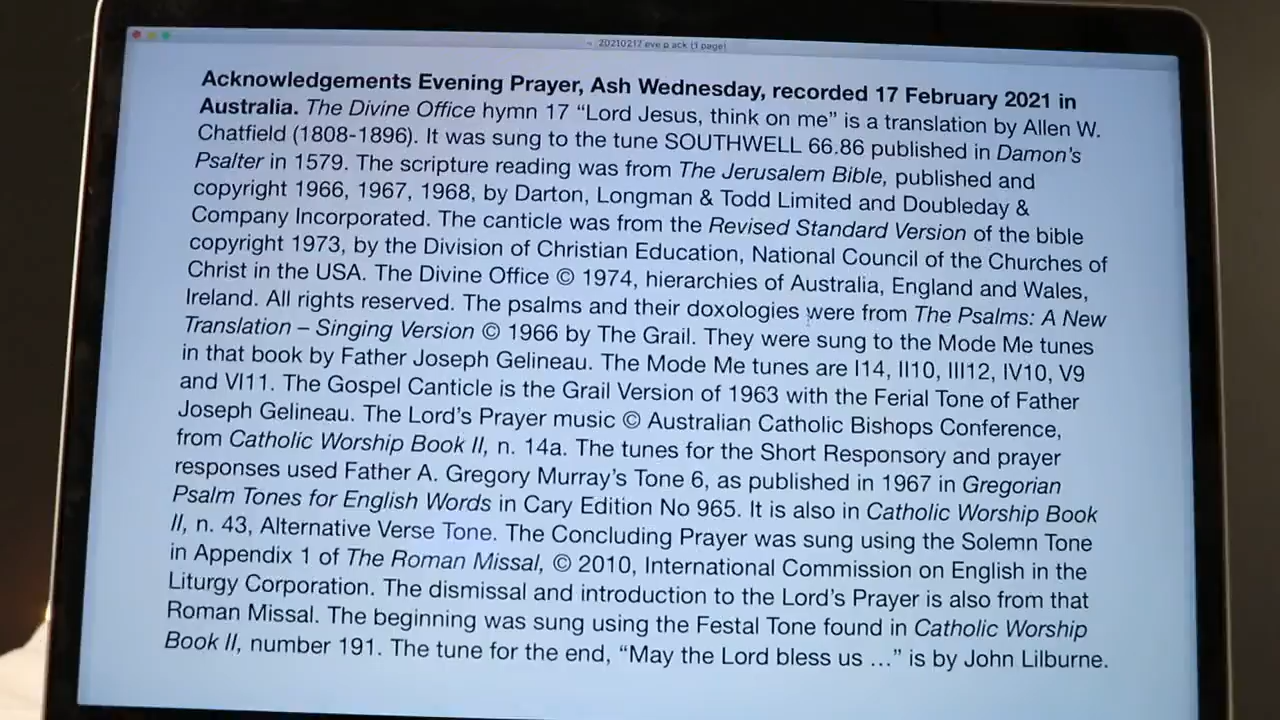 20210217 eve p ack (1 page)
Acknowledgements Evening Prayer, Ash Wednesday, recorded 17 February 2021 in
Australia. The Divine Office hymn 17 “Lord Jesus, think on me” is a translation by Allen W.
Chatfield (1808-1896). It was sung to the tune SOUTHWELL 66.86 published in Damon’s
Psalter in 1579. The scripture reading was from The Jerusalem Bible, published and
copyright 1966, 1967, 1968, by Darton, Longman & Todd Limited and Doubleday &
Company Incorporated. The canticle was from the Revised Standard Version of the bible
copyright 1973, by the Division of Christian Education, National Council of the Churches of
Christ in the USA. The Divine Office © 1974, hierarchies of Australia, England and Wales,
Ireland. All rights reserved. The psalms and their doxologies were from The Psalms: A New
Translation – Singing Version © 1966 by The Grail. They were sung to the Mode Me tunes
in that book by Father Joseph Gelineau. The Mode Me tunes are I14, II10, III12, IV10, V9
and VI11. The Gospel Canticle is the Grail Version of 1963 with the Ferial Tone of Father
Joseph Gelineau. The Lord’s Prayer music © Australian Catholic Bishops Conference,
from Catholic Worship Book II, n. 14a. The tunes for the Short Responsory and prayer
responses used Father A. Gregory Murray’s Tone 6, as published in 1967 in Gregorian
Psalm Tones for English Words in Cary Edition No 965. It is also in Catholic Worship Book
II, n. 43, Alternative Verse Tone. The Concluding Prayer was sung using the Solemn Tone
in Appendix 1 of The Roman Missal, © 2010, International Commission on English in the
Liturgy Corporation. The dismissal and introduction to the Lord’s Prayer is also from that
Roman Missal. The beginning was sung using the Festal Tone found in Catholic Worship
Book II, number 191. The tune for the end, “May the Lord bless us …” is by John Lilburne.